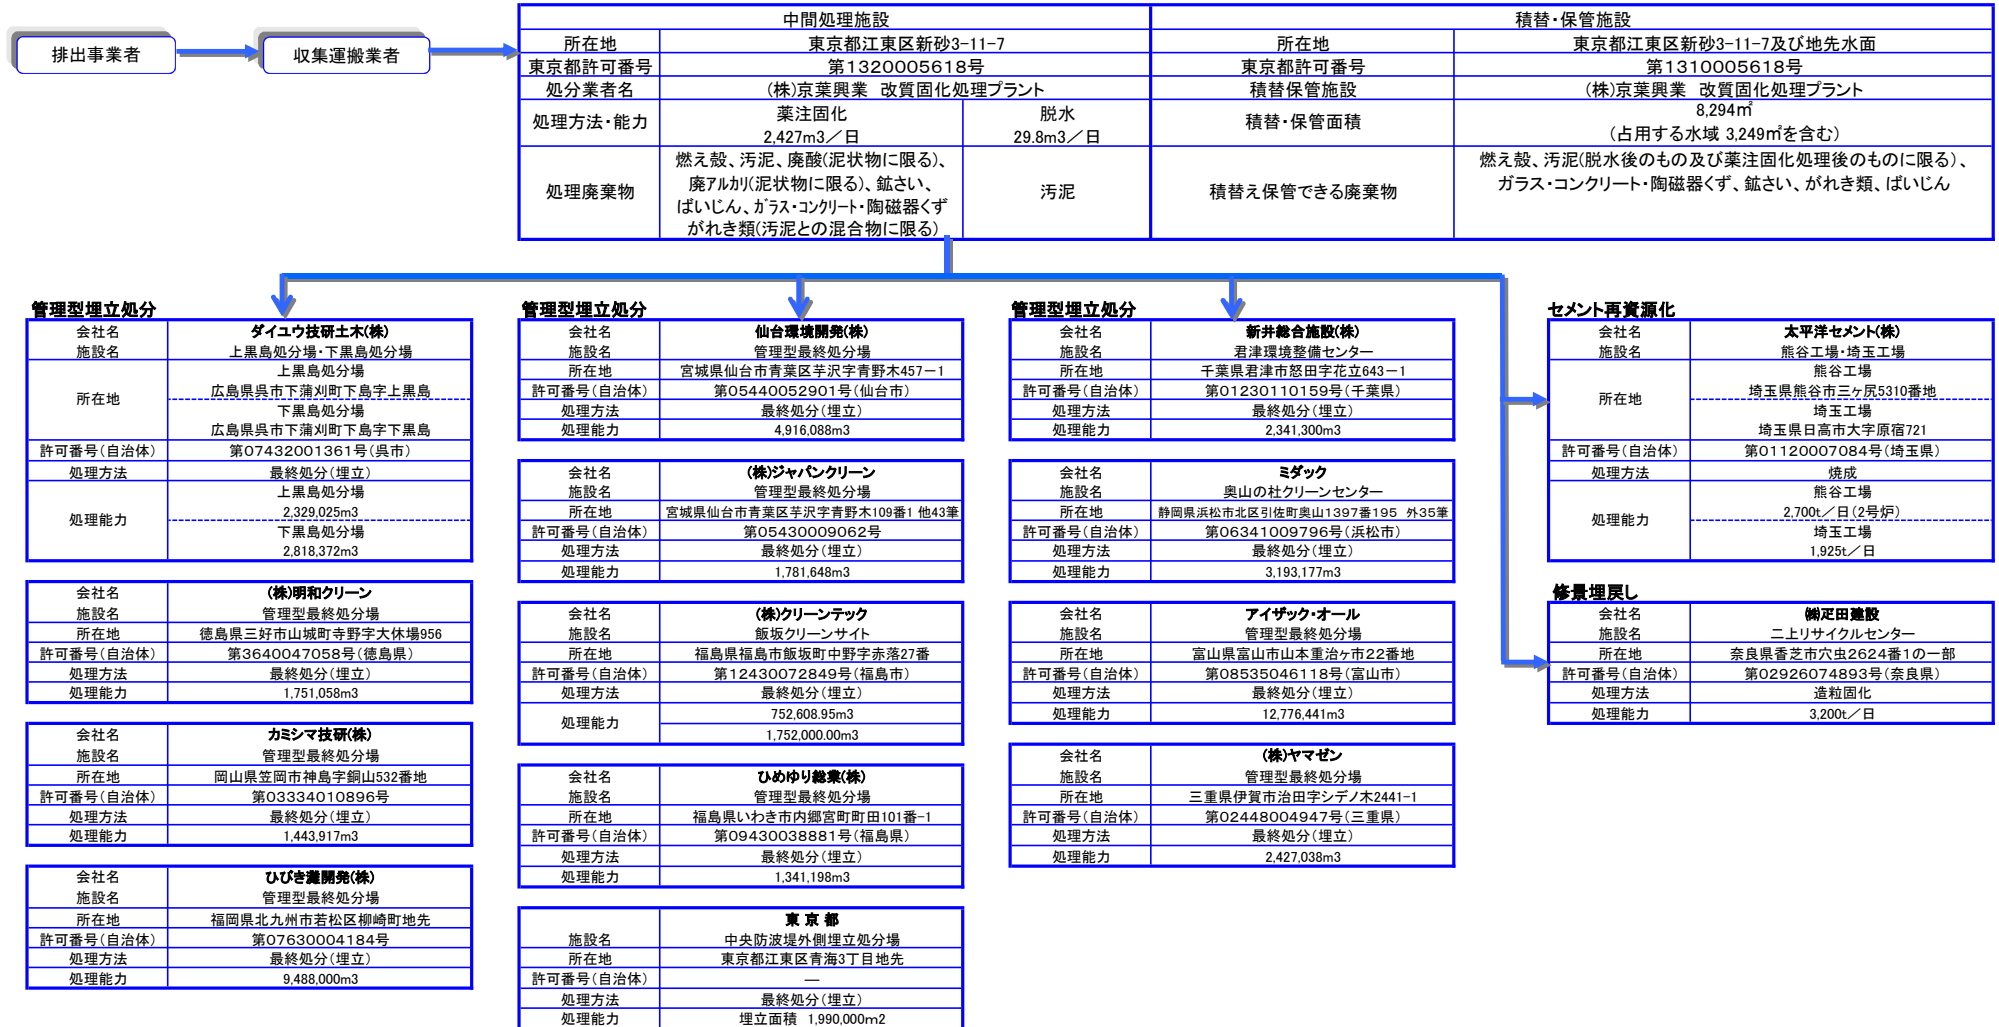 排出事業者
収集運搬業者
中間処理施設 積替・保管施設
所在地 東京都江東区新砂3-11-7 所在地 東京都江東区新砂3-11-7及び地先水面
東京都許可番号 第1320005618号 東京都許可番号 第1310005618号
処分業者名 (株)京葉興業 改質固化処理プラント 積替保管施設 (株)京葉興業 改質固化処理プラント
処理方法・能力 薬注固化 脱水 積替・保管面積 8,294㎡
2,427m3／日 29.8m3／日 (占用する水域 3,249㎡を含む)
処理廃棄物 燃え殻、汚泥、廃酸(泥状物に限る)、
廃アルカリ(泥状物に限る)、鉱さい、
ばいじん、ガラス・コンクリート・陶磁器くず
がれき類(汚泥との混合物に限る)
汚泥
積替え保管できる廃棄物 燃え殻、汚泥(脱水後のもの及び薬注固化処理後のものに限る)、
ガラス・コンクリート・陶磁器くず、鉱さい、がれき類、ばいじん
管理型埋立処分
会社名 ダイユウ技研土木(株)
施設名 上黒島処分場・下黒島処分場
所在地 上黒島処分場
広島県呉市下蒲刈町下島字上黒島
下黒島処分場
広島県呉市下蒲刈町下島字下黒島
許可番号(自治体) 第07432001361号(呉市)
処理方法 最終処分(埋立)
処理能力 上黒島処分場
2,329,025m3
下黒島処分場
2,818,372m3
会社名 (株)明和クリーン
施設名 管理型最終処分場
所在地 徳島県三好市山城町寺野字大休場956
許可番号(自治体) 第3640047058号(徳島県)
処理方法 最終処分(埋立)
処理能力 1,751,058m3
会社名 カミシマ技研(株)
施設名 管理型最終処分場
所在地 岡山県笠岡市神島字銅山532番地
許可番号(自治体) 第03334010896号
処理方法 最終処分(埋立)
処理能力 1,443,917m3
会社名 ひびき灘開発(株)
施設名 管理型最終処分場
所在地 福岡県北九州市若松区柳崎町地先
許可番号(自治体) 第07630004184号
処理方法 最終処分(埋立)
処理能力 9,488,000m3
管理型埋立処分
会社名 仙台環境開発(株)
施設名 管理型最終処分場
所在地 宮城県仙台市青葉区芋沢字青野木457－1
許可番号(自治体) 第05440052901号(仙台市)
処理方法 最終処分(埋立)
処理能力 4,916,088m3
会社名 (株)ジャパンクリーン
施設名 管理型最終処分場
所在地 宮城県仙台市青葉区芋沢字青野木109番1 他43筆
許可番号(自治体) 第05430009062号
処理方法 最終処分(埋立)
処理能力 1,781,648m3
会社名 (株)クリーンテック
施設名 飯坂クリーンサイト
所在地 福島県福島市飯坂町中野字赤落27番
許可番号(自治体) 第12430072849号(福島市)
処理方法 最終処分(埋立)
処理能力 752,608.95m3
1,752,000.00m3
会社名 ひめゆり総業(株)
施設名 管理型最終処分場
所在地 福島県いわき市内郷宮町町田101番-1
許可番号(自治体) 第09430038881号(福島県)
処理方法 最終処分(埋立)
処理能力 1,341,198m3
東 京 都
施設名 中央防波堤外側埋立処分場
所在地 東京都江東区青海3丁目地先
許可番号(自治体) ―
処理方法 最終処分(埋立)
処理能力 埋立面積 1,990,000m2
管理型埋立処分
会社名 新井総合施設(株)
施設名 君津環境整備センター
所在地 千葉県君津市怒田字花立643－1
許可番号(自治体) 第01230110159号(千葉県)
処理方法 最終処分(埋立)
処理能力 2,341,300m3
会社名 ミダック
施設名 奥山の杜クリーンセンター
所在地 静岡県浜松市北区引佐町奥山1397番195 外35筆
許可番号(自治体) 第06341009796号(浜松市)
処理方法 最終処分(埋立)
処理能力 3,193,177m3
会社名 アイザック・オール
施設名 管理型最終処分場
所在地 富山県富山市山本重治ヶ市22番地
許可番号(自治体) 第08535046118号(富山市)
処理方法 最終処分(埋立)
処理能力 12,776,441m3
会社名 (株)ヤマゼン
施設名 管理型最終処分場
所在地 三重県伊賀市治田字シデノ木2441-1
許可番号(自治体) 第02448004947号(三重県)
処理方法 最終処分(埋立)
処理能力 2,427,038m3
セメント再資源化
会社名 太平洋セメント(株)
施設名 熊谷工場・埼玉工場
所在地 熊谷工場
埼玉県熊谷市三ヶ尻5310番地
埼玉工場
埼玉県日高市大字原宿721
許可番号(自治体) 第01120007084号(埼玉県)
処理方法 焼成
処理能力 熊谷工場
2,700t／日(2号炉)
埼玉工場
1,925t／日
修景埋戻し
会社名 ㈱疋田建設
施設名 二上リサイクルセンター
所在地 奈良県香芝市穴虫2624番1の一部
許可番号(自治体) 第02926074893号(奈良県)
処理方法 造粒固化
処理能力 3,200t／日